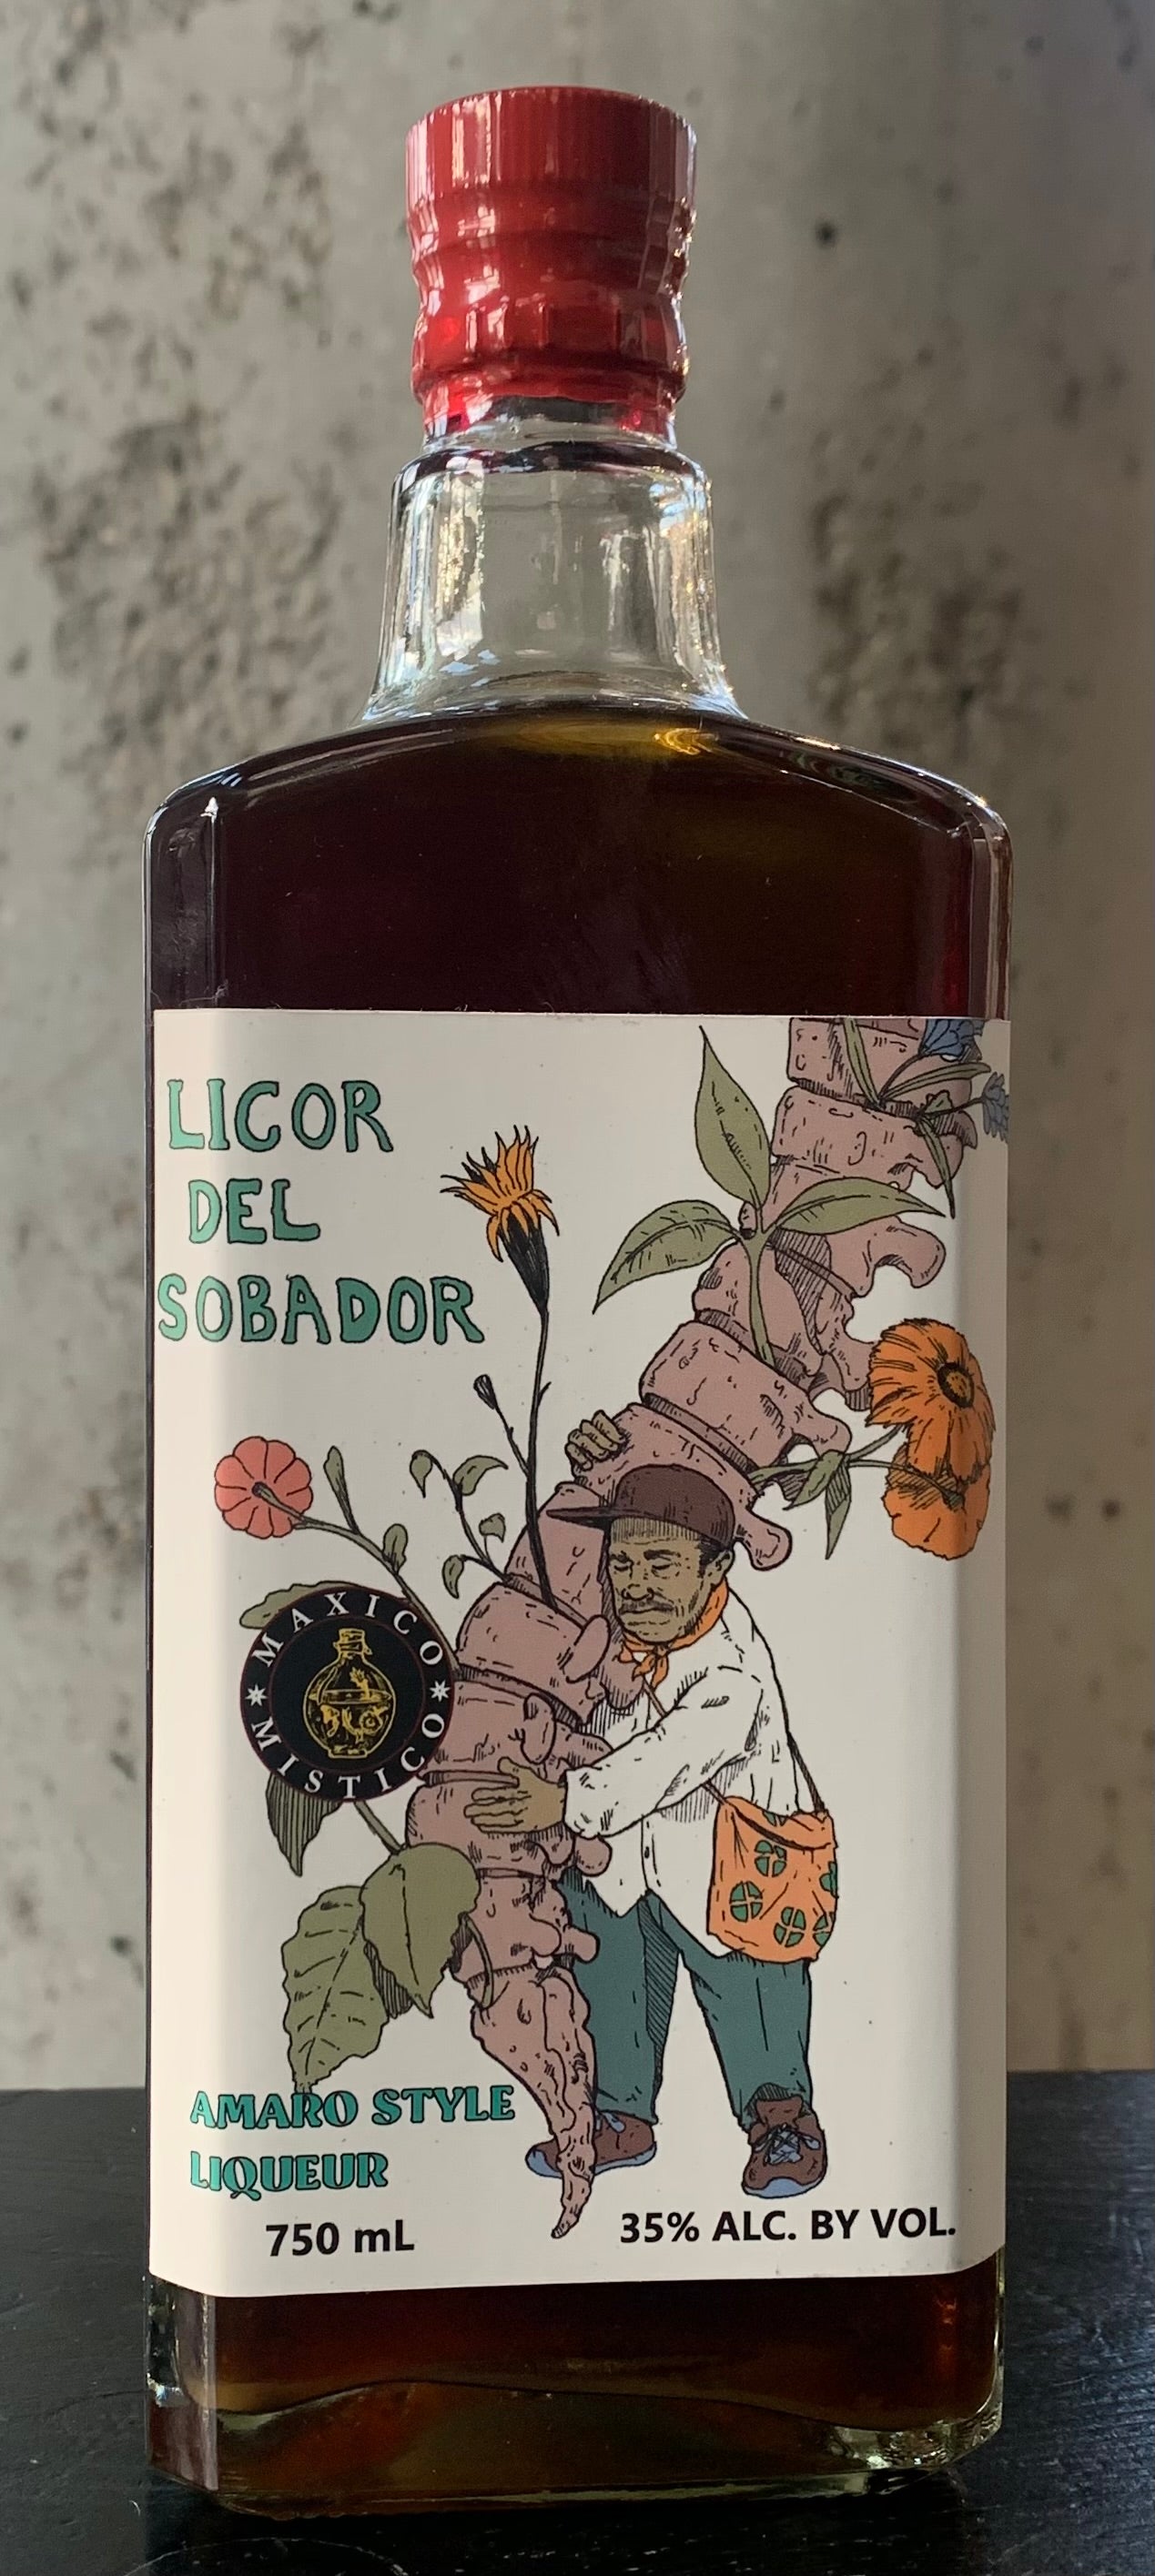 LICOR
DEL
SOBADOR
MAXICO
MISTICO
AMARO STYLE
LIQUEUR
750 mL
35% ALC. BY VOL.